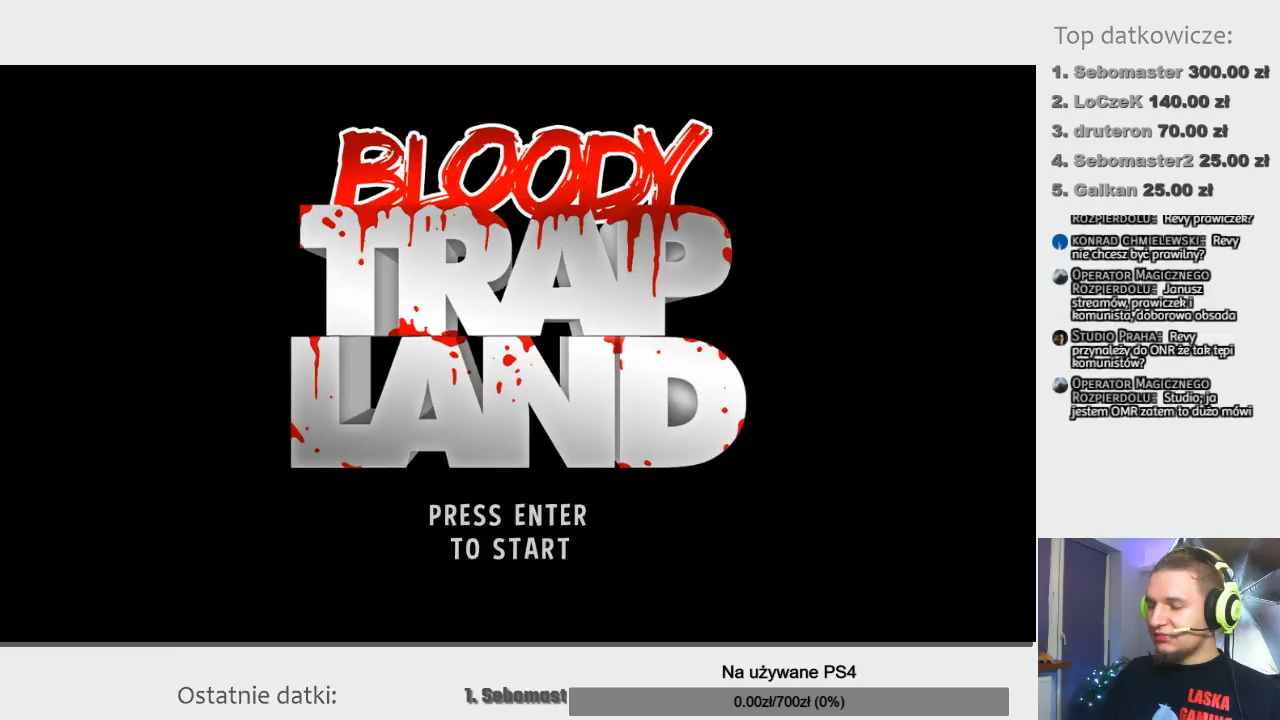 Top datkowicze:
1. Sebomaster 300.00 zł
2. LoCzeK 140.00 zł
3. druteron 70.00 zł
4. Sebomaster2 25.00 zł
5. Galkan 25.00 zł
ROZPIERDOLU: Revy prawiczek?
KONRAD CHMIELEWSKI: Revy
nie chcesz być prawilny?
OPERATOR MAGICZNEGO
ROZPIERDOLU: Janusz
streamów, prawiczek i
komunista, doborowa obsada
STUDIO PRAHA: Revy
przynależy do ONR że tak tępi
komunistów?
OPERATOR MAGICZNEGO
ROZPIERDOLU: Studio, ja
jestem OMR zatem to dużo mówi
BLOODY
TRAP
LAND
PRESS ENTER
TO START
LASKA
GAMING
Na używane PS4
0.00zł/700zł (0%)
Ostatnie datki:
1. Sebomast